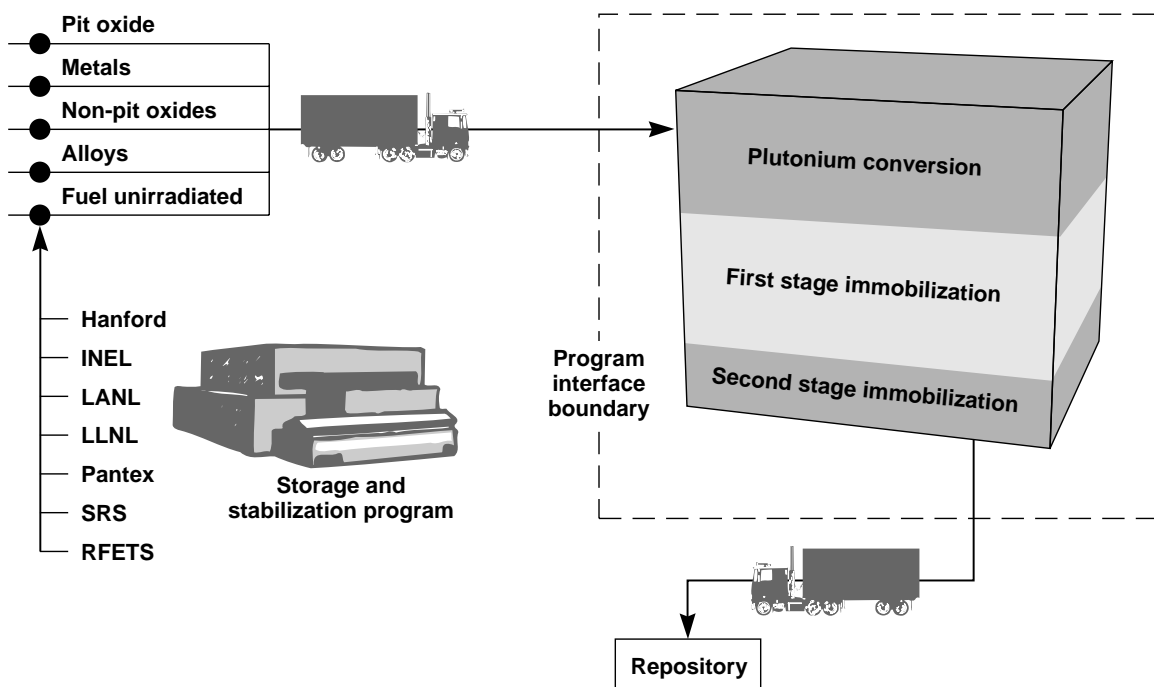 Pit oxide
Metals
Non-pit oxides
Alloys
Fuel unirradiated
Plutonium conversion
First stage immobilization
Second stage immobilization
Hanford
INEL
LANL
LLNL
Pantex
SRS
RFETS
Storage and
stabilization program
Program
interface
boundary
Repository